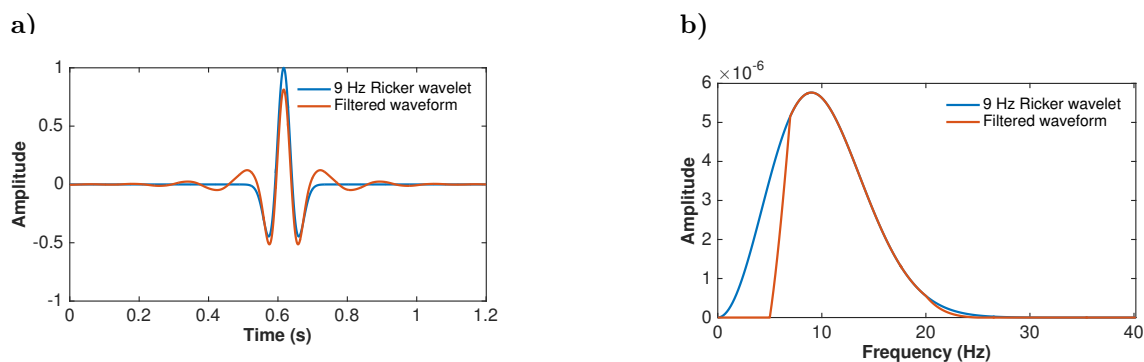 a)
1
0.5
0
-0.5
-1
0
0.2
0.4
0.6
0.8
1
1.2
Amplitude
Time (s)
9 Hz Ricker wavelet
Filtered waveform
b)
×10⁻⁶
6
5
4
3
2
1
0
0
10
20
30
40
Amplitude
Frequency (Hz)
9 Hz Ricker wavelet
Filtered waveform